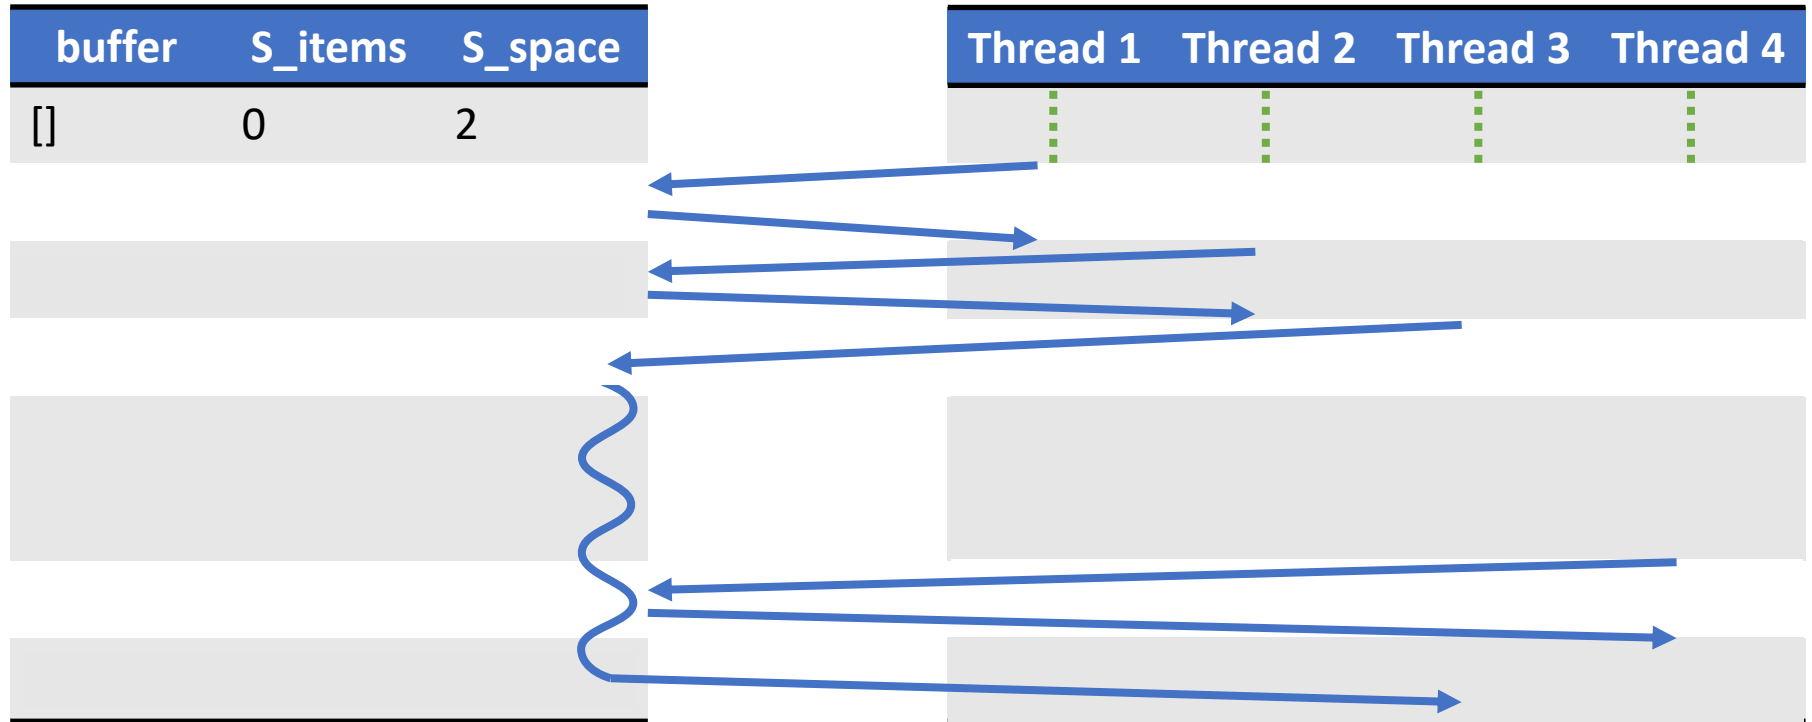 buffer S_items S_space
Thread 1 Thread 2 Thread 3 Thread 4
[] 0 2